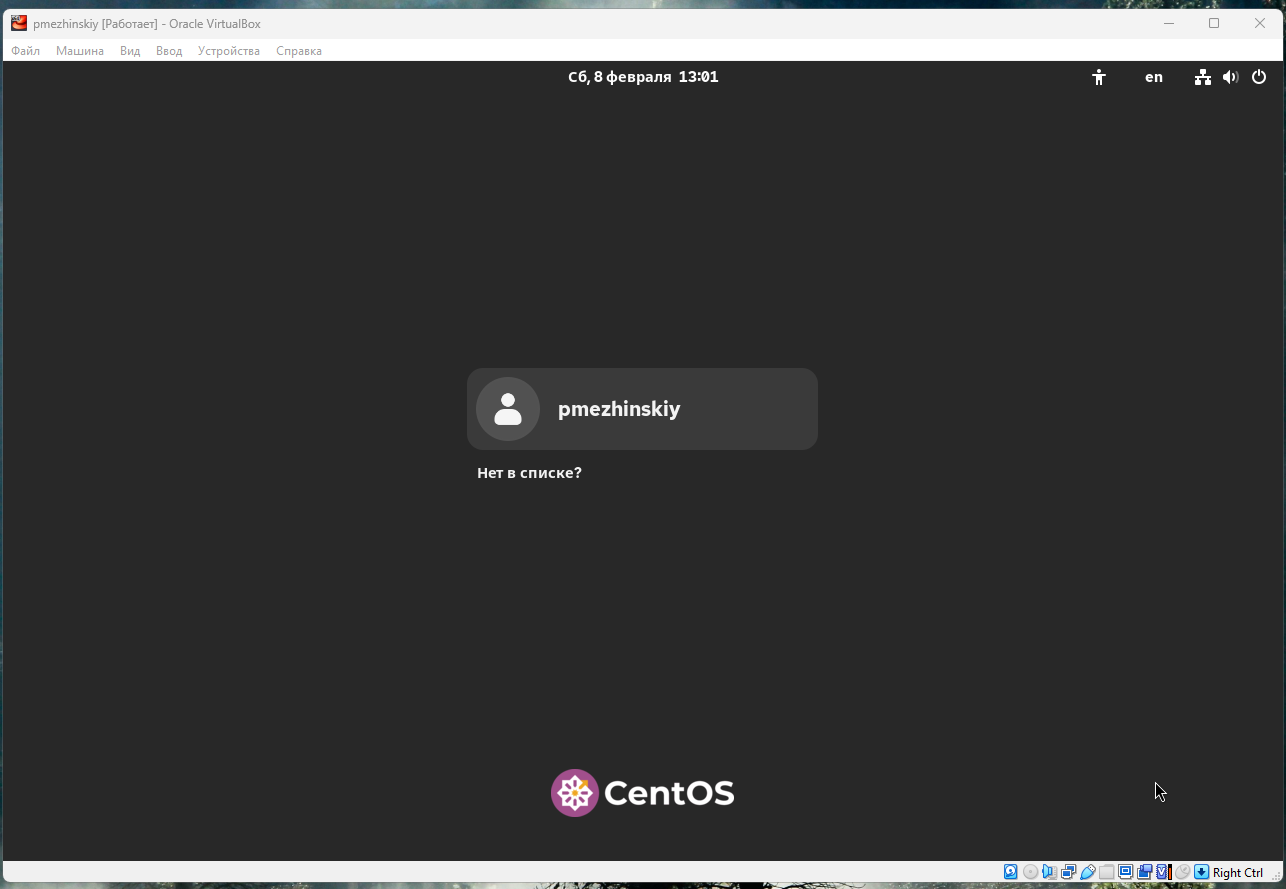 pmezhinskiy [Работает] - Oracle VirtualBox
Файл Машина Вид Ввод Устройства Справка
Сб, 8 февраля 13:01 en
pmezhinskiy
Нет в списке?
CentOS
Right Ctrl